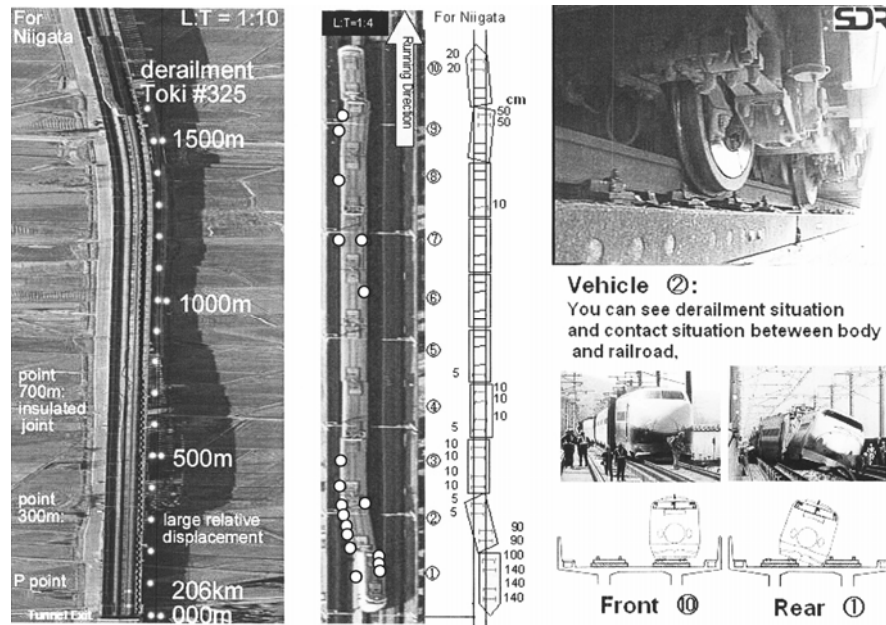 For
Niigata
L:T = 1:10
derailment
Toki #325
1500m
1000m
point
700m:
insulated
joint
500m
point
300m:
large relative
displacement
P point
206km
Tunnel Exit
000m
L:T=1:4
Running Direction
For Niigata
⑩
⑨
⑧
⑦
⑥
⑤
④
③
②
①
20
20
cm
50
50
10
5
10
10
10
5
10
10
10
10
5
5
90
90
100
140
140
140
SDR
Vehicle ②:
You can see derailment situation
and contact situation beteween body
and railroad,
Front ⑩
Rear ①